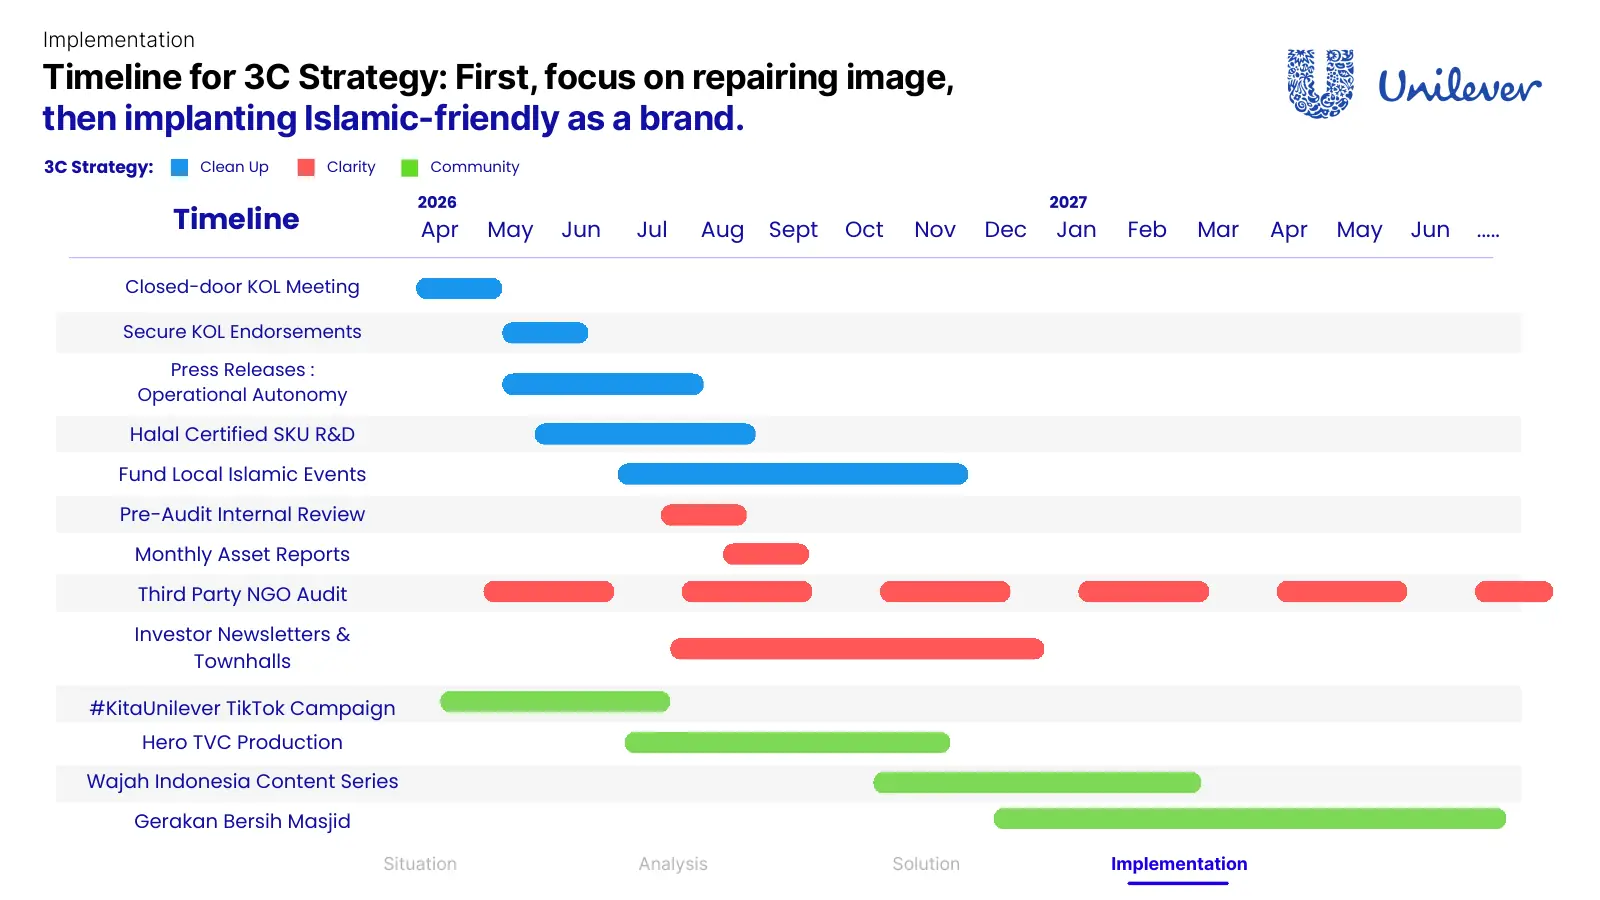 Implementation
Timeline for 3C Strategy: First, focus on repairing image,
then implanting Islamic-friendly as a brand.
Unilever
3C Strategy: Clean Up Clarity Community
Timeline
2026 2027
Apr May Jun Jul Aug Sept Oct Nov Dec Jan Feb Mar Apr May Jun .....
Closed-door KOL Meeting
Secure KOL Endorsements
Press Releases :
Operational Autonomy
Halal Certified SKU R&D
Fund Local Islamic Events
Pre-Audit Internal Review
Monthly Asset Reports
Third Party NGO Audit
Investor Newsletters &
Townhalls
#KitaUnilever TikTok Campaign
Hero TVC Production
Wajah Indonesia Content Series
Gerakan Bersih Masjid
Situation Analysis Solution Implementation